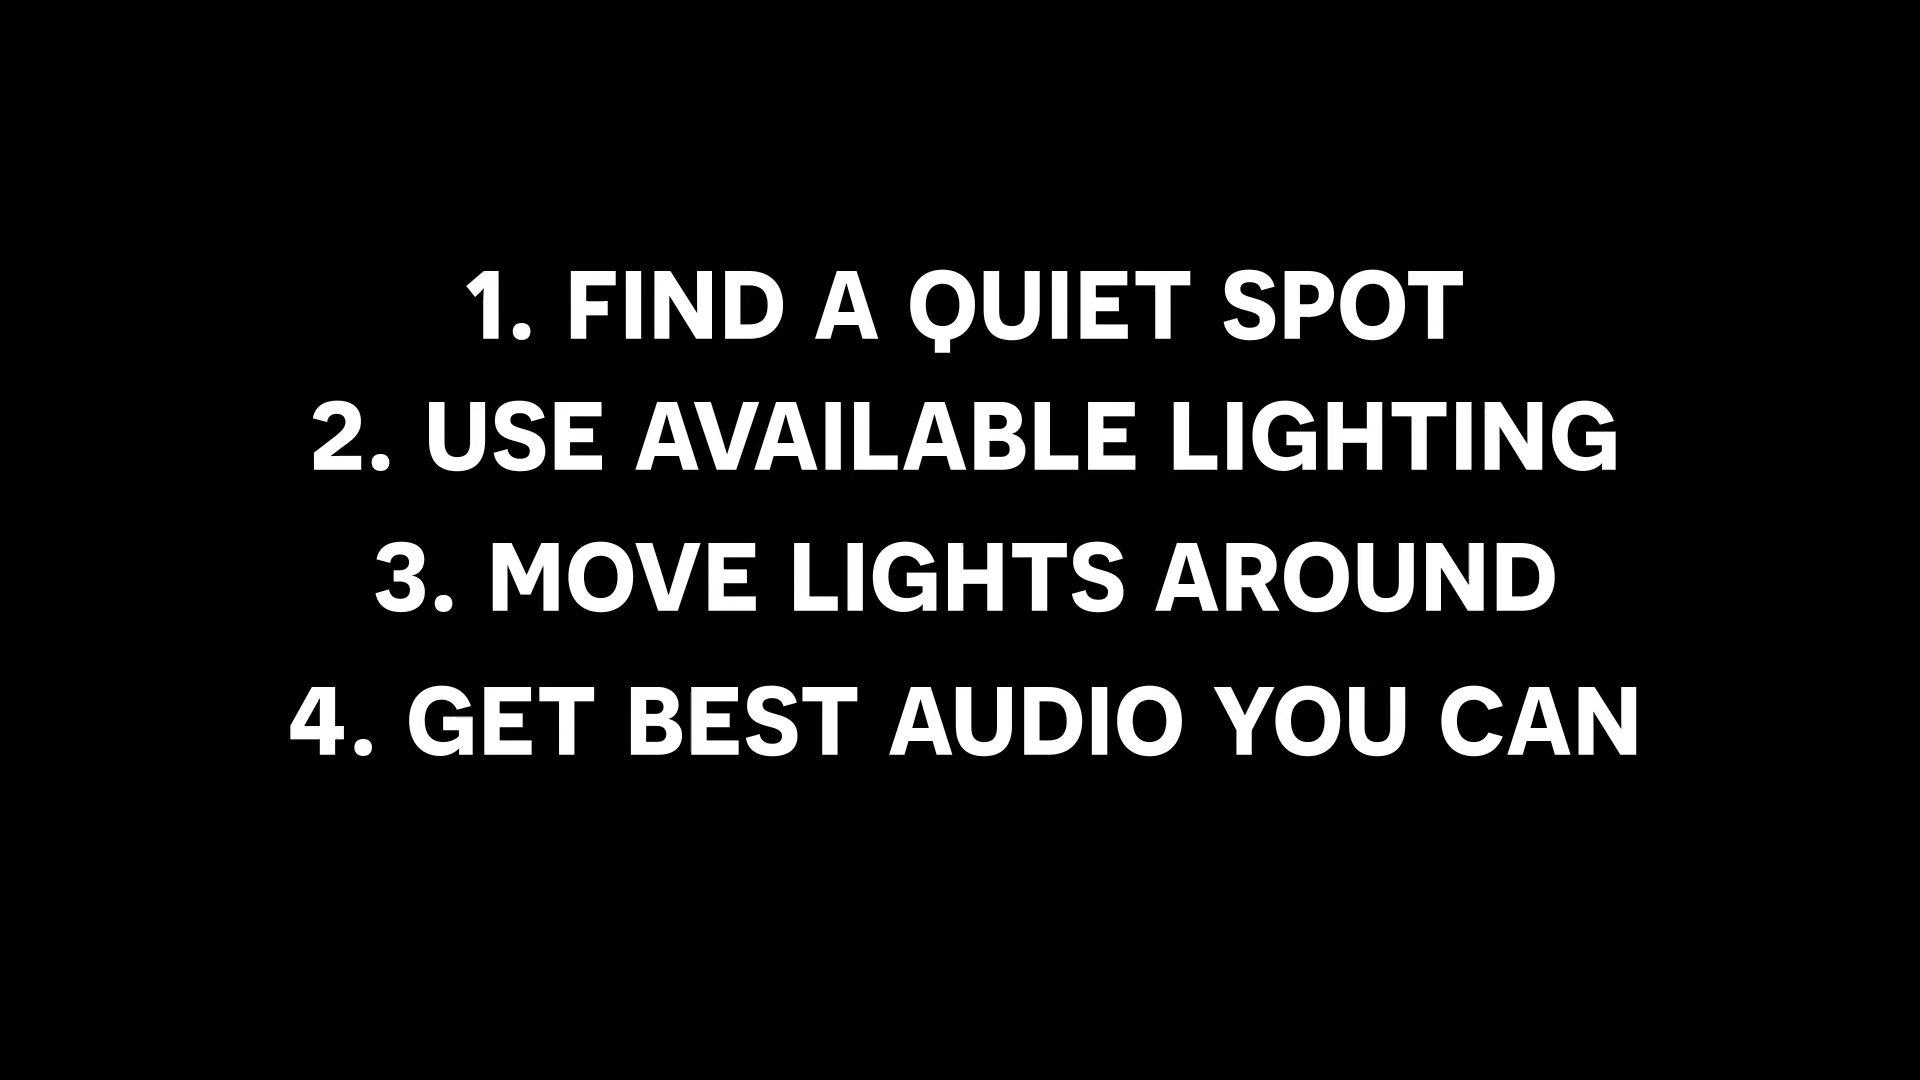 1. FIND A QUIET SPOT
2. USE AVAILABLE LIGHTING
3. MOVE LIGHTS AROUND
4. GET BEST AUDIO YOU CAN